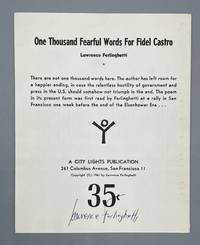 One Thousand Fearful Words For Fidel Castro
Lawrence Ferlinghetti
There are not one thousand words here. The author has left room for
a happier ending, in case the relentless hostility of government and
press in the U.S. should somehow not triumph in the end. The poem
in its present form was first read by Ferlinghetti at a rally in San
Francisco one week before the end of the Eisenhower Era ...
A CITY LIGHTS PUBLICATION
261 Columbus Avenue, San Francisco 11
Copyright (C) 1961 by Lawrence Ferlinghetti
35c
Lawrence Ferlinghetti